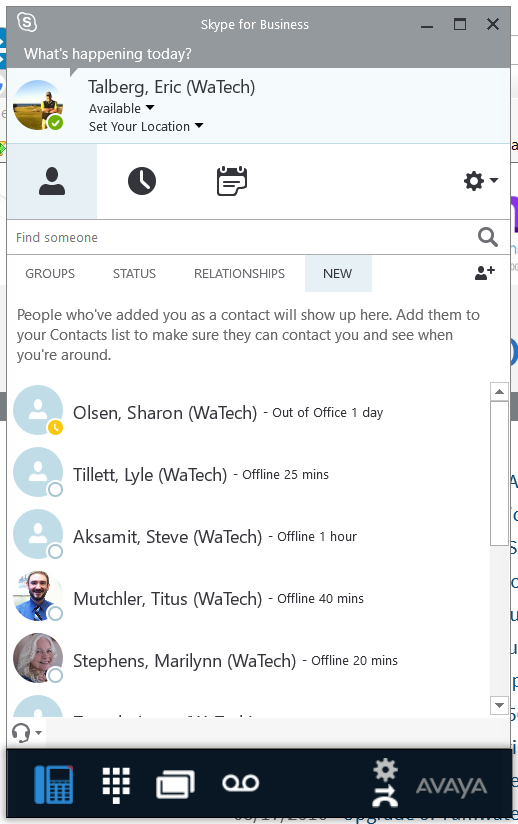 Skype for Business
What's happening today?
Talberg, Eric (WaTech)
Available
Set Your Location
Find someone
GROUPS STATUS RELATIONSHIPS NEW
People who've added you as a contact will show up here. Add them to
your Contacts list to make sure they can contact you and see when
you're around.
Olsen, Sharon (WaTech) - Out of Office 1 day
Tillett, Lyle (WaTech) - Offline 25 mins
Aksamit, Steve (WaTech) - Offline 1 hour
Mutchler, Titus (WaTech) - Offline 40 mins
Stephens, Marilynn (WaTech) - Offline 20 mins
AVAYA